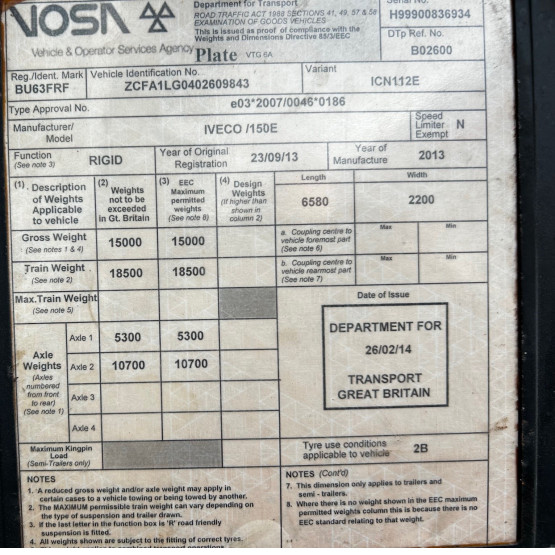 VOSA
Vehicle & Operator Services Agency
Department for Transport
ROAD TRAFFIC ACT 1988 SECTIONS 41, 49, 57 & 58
EXAMINATION OF GOODS VEHICLES
This is issued as proof of compliance with the
Weights and Dimensions Directive 83/3/EEC
Plate VTG 6A
Serial No.
H99900836934
DTp Ref. No.
B02600
Reg./Ident. Mark
BU63FRF
Vehicle Identification No.
ZCFA1LG0402609843
Variant
ICN112E
Type Approval No.
e03*2007/0046*0186
Manufacturer/
Model
IVECO /150E
Speed
Limiter N
Exempt
Function
(See note 3)
RIGID
Year of Original
Registration
23/09/13
Year of
Manufacture
2013
(1) Description
of Weights
Applicable
to vehicle
(2) Weights
not to be
exceeded
in Gt. Britain
(3) EEC
Maximum
permitted
weights
(See note 8)
(4) Design
Weights
(if higher than
shown in
column 2)
Length
6580
Width
2200
Gross Weight
(See notes 1 & 4)
15000
15000
a. Coupling centre to
vehicle foremost part
(See note 6)
Max
Min
Train Weight
(See note 2)
18500
18500
b. Coupling centre to
vehicle rearmost part
(See note 7)
Max
Min
Max.Train Weight
(See note 5)
Axle
Weights
(Axles
numbered
from front
to rear)
(See note 1)
Axle 1
5300
5300
Axle 2
10700
10700
Axle 3
Axle 4
Date of Issue
DEPARTMENT FOR
26/02/14
TRANSPORT
GREAT BRITAIN
Maximum Kingpin
Load
(Semi-Trailers only)
Tyre use conditions
applicable to vehicle 2B
NOTES
1. A reduced gross weight and/or axle weight may apply in
certain cases to a vehicle towing or being towed by another.
2. The MAXIMUM permissible train weight can vary depending on
the type of suspension and trailer drawn.
3. If the last letter in the function box is 'R' road friendly
suspension is fitted.
4. All weights shown are subject to the fitting of correct tyres.
NOTES (Cont'd)
7. This dimension only applies to trailers and
semi - trailers.
8. Where there is no weight shown in the EEC maximum
permitted weights column this is because there is no
EEC standard relating to that weight.